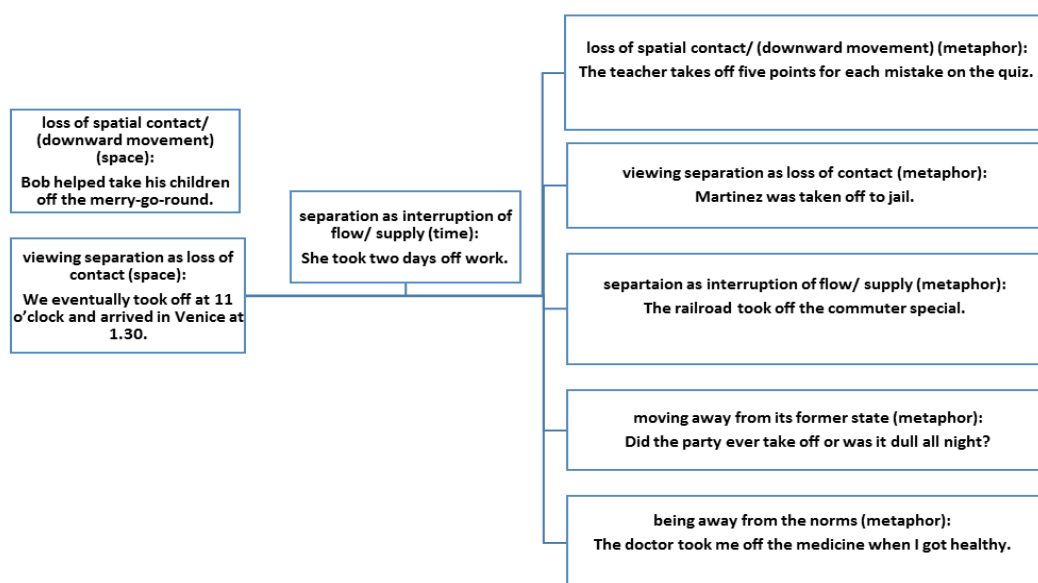 loss of spatial contact/
(downward movement)
(space):
Bob helped take his children
off the merry-go-round.
viewing separation as loss of
contact (space):
We eventually took off at 11
o'clock and arrived in Venice at
1.30.
separation as interruption of
flow/ supply (time):
She took two days off work.
loss of spatial contact/ (downward movement) (metaphor):
The teacher takes off five points for each mistake on the quiz.
viewing separation as loss of contact (metaphor):
Martinez was taken off to jail.
separtaion as interruption of flow/ supply (metaphor):
The railroad took off the commuter special.
moving away from its former state (metaphor):
Did the party ever take off or was it dull all night?
being away from the norms (metaphor):
The doctor took me off the medicine when I got healthy.